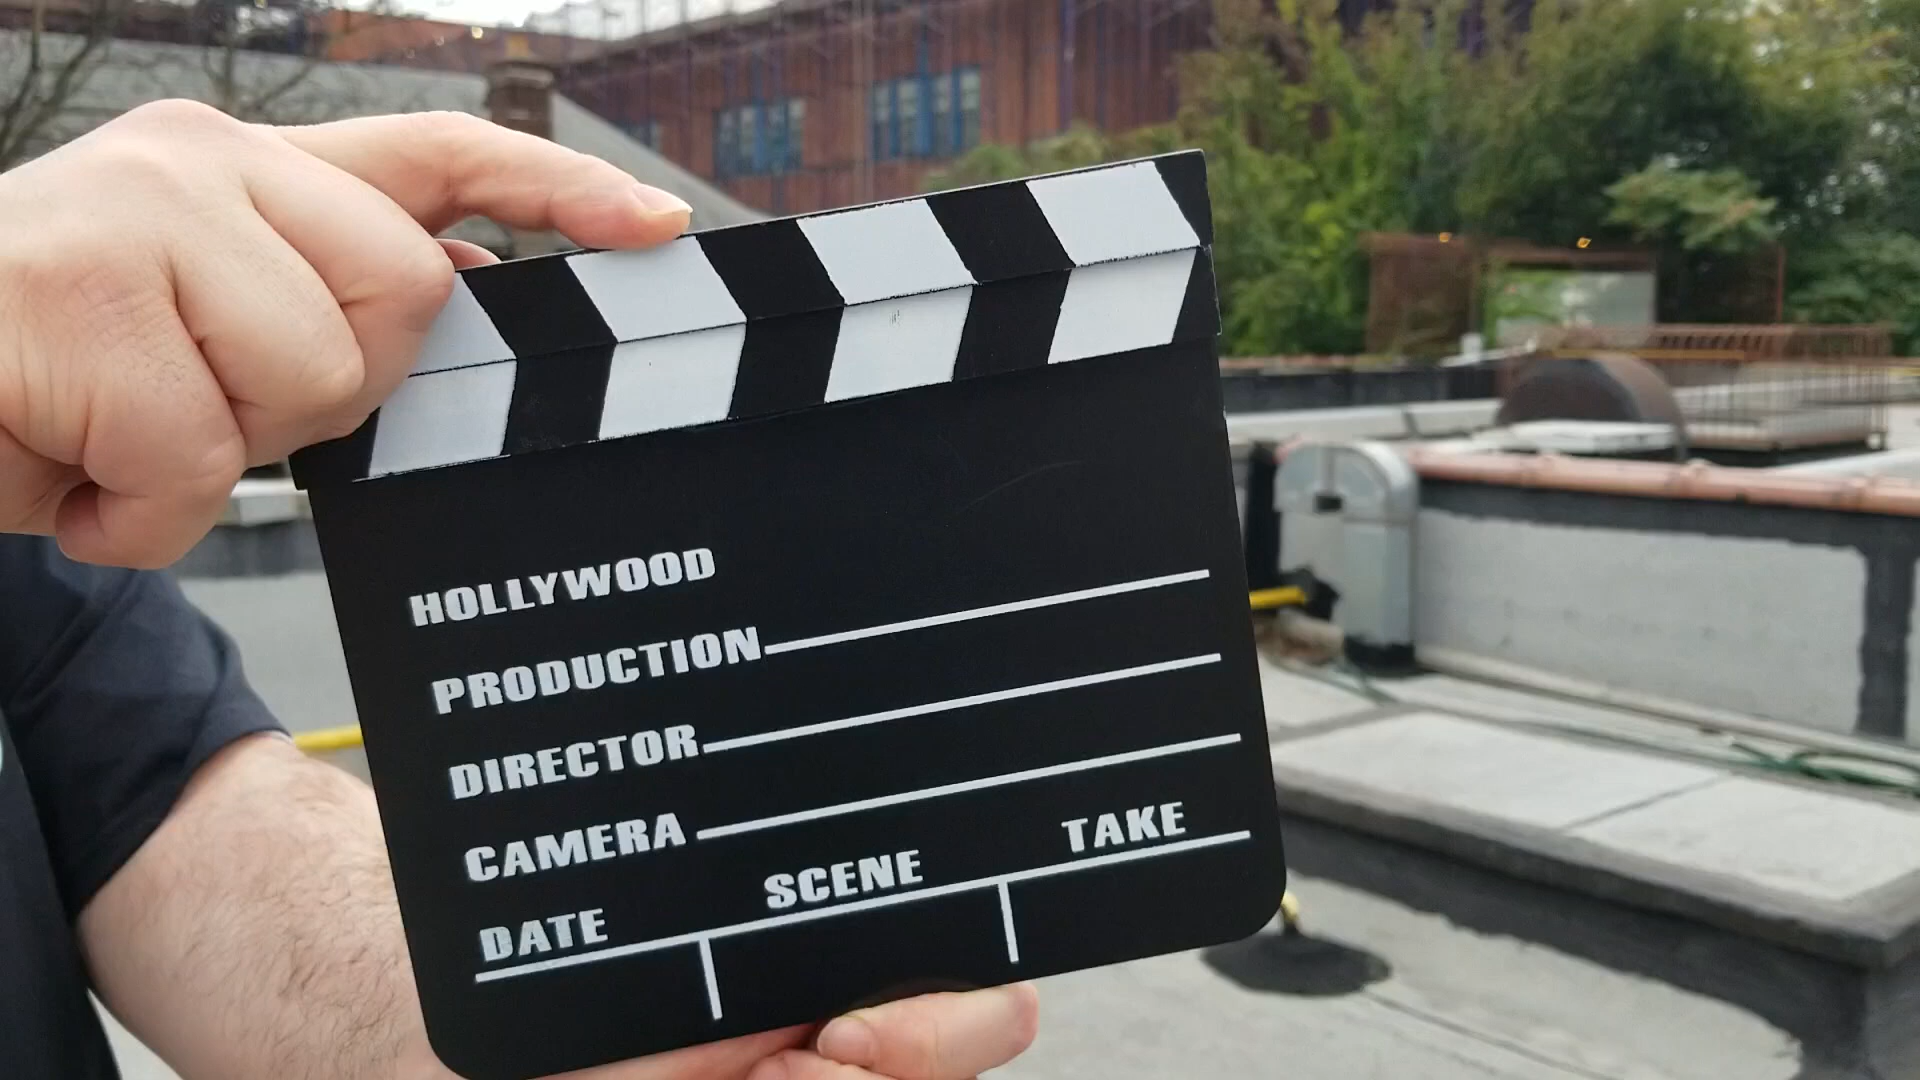 HOLLYWOOD
PRODUCTION
DIRECTOR
CAMERA
DATE SCENE TAKE